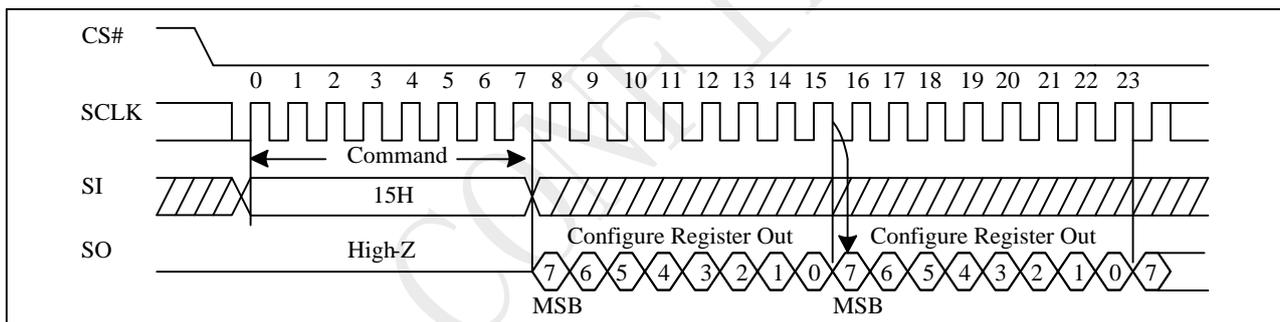 CS#
0 1 2 3 4 5 6 7 8 9 10 11 12 13 14 15 16 17 18 19 20 21 22 23
SCLK
Command
SI
15H
SO
High-Z
Configure Register Out
Configure Register Out
7 6 5 4 3 2 1 0 7 6 5 4 3 2 1 0 7
MSB
MSB